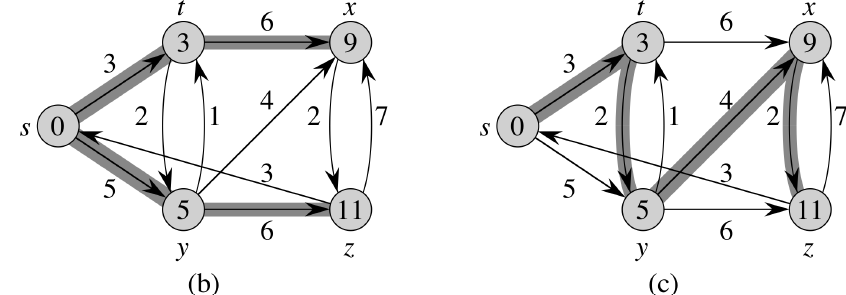 t x t x
6 6
3 9 3 9
3 3
2 1 4 2 7 2 1 4 2 7
s 0 s 0
3 3
5 5
5 11 5 11
6 6
y z y z
(b) (c)